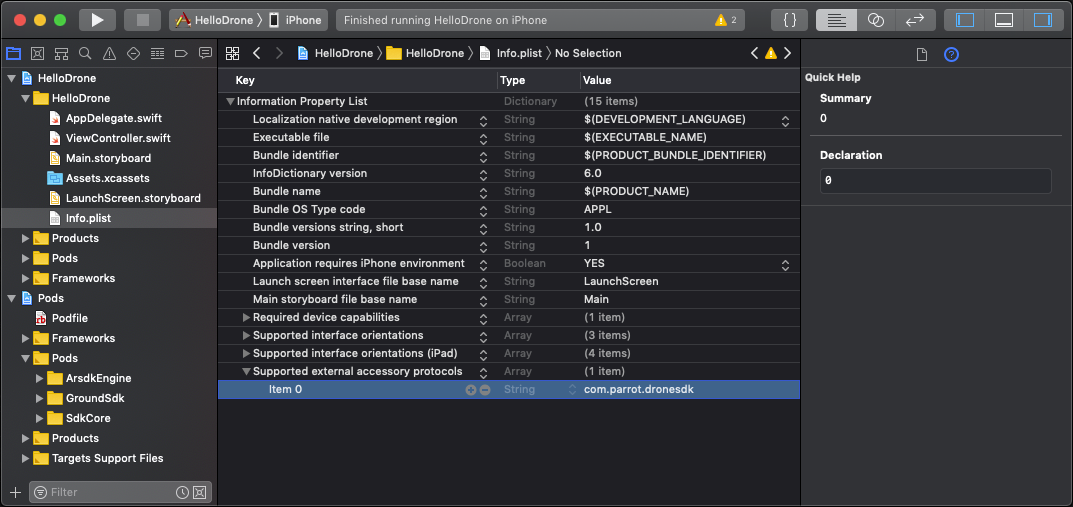 HelloDrone
iPhone
Finished running HelloDrone on iPhone
2
{}
HelloDrone
HelloDrone
AppDelegate.swift
ViewController.swift
Main.storyboard
Assets.xcassets
LaunchScreen.storyboard
Info.plist
Products
Pods
Frameworks
Pods
rb Podfile
Frameworks
Pods
ArsdkEngine
GroundSdk
SdkCore
Products
Targets Support Files
Filter
HelloDrone HelloDrone Info.plist No Selection
Key Type Value
Information Property List Dictionary (15 items)
Localization native development region String $(DEVELOPMENT_LANGUAGE)
Executable file String $(EXECUTABLE_NAME)
Bundle identifier String $(PRODUCT_BUNDLE_IDENTIFIER)
InfoDictionary version String 6.0
Bundle name String $(PRODUCT_NAME)
Bundle OS Type code String APPL
Bundle versions string, short String 1.0
Bundle version String 1
Application requires iPhone environment Boolean YES
Launch screen interface file base name String LaunchScreen
Main storyboard file base name String Main
Required device capabilities Array (1 item)
Supported interface orientations Array (3 items)
Supported interface orientations (iPad) Array (4 items)
Supported external accessory protocols Array (1 item)
Item 0 String com.parrot.dronesdk
Quick Help
Summary
0
Declaration
0